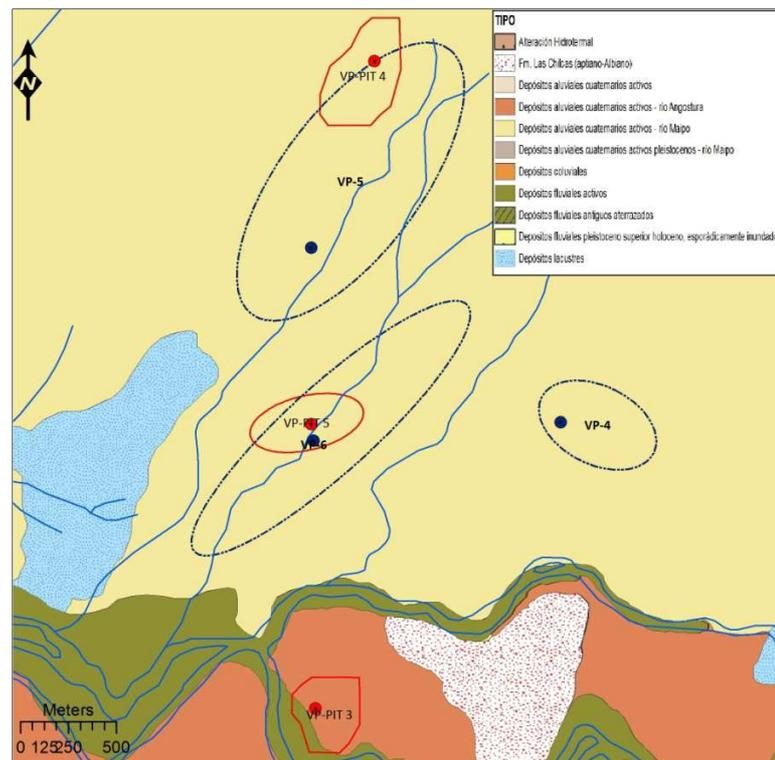 TIPO
Alteración Hidrotermal
Fm. Las Chilcas (aptiano-Albiano)
Depósitos aluviales cuaternarios activos
Depósitos aluviales cuaternarios activos - río Angostura
Depósitos aluviales cuaternarios activos - río Maipo
Depósitos aluviales cuaternarios activos pleistocenos - río Maipo
Depósitos coluviales
Depósitos fluviales activos
Depósitos fluviales antiguos aterrazados
Depósitos fluviales pleistoceno superior holoceno, esporádicamente inundado
Depósitos lacustres
N
VP-PIT 4
VP-5
VP-PIT 5
VP-6
VP-4
VP-PIT 3
Meters
0 125 250 500